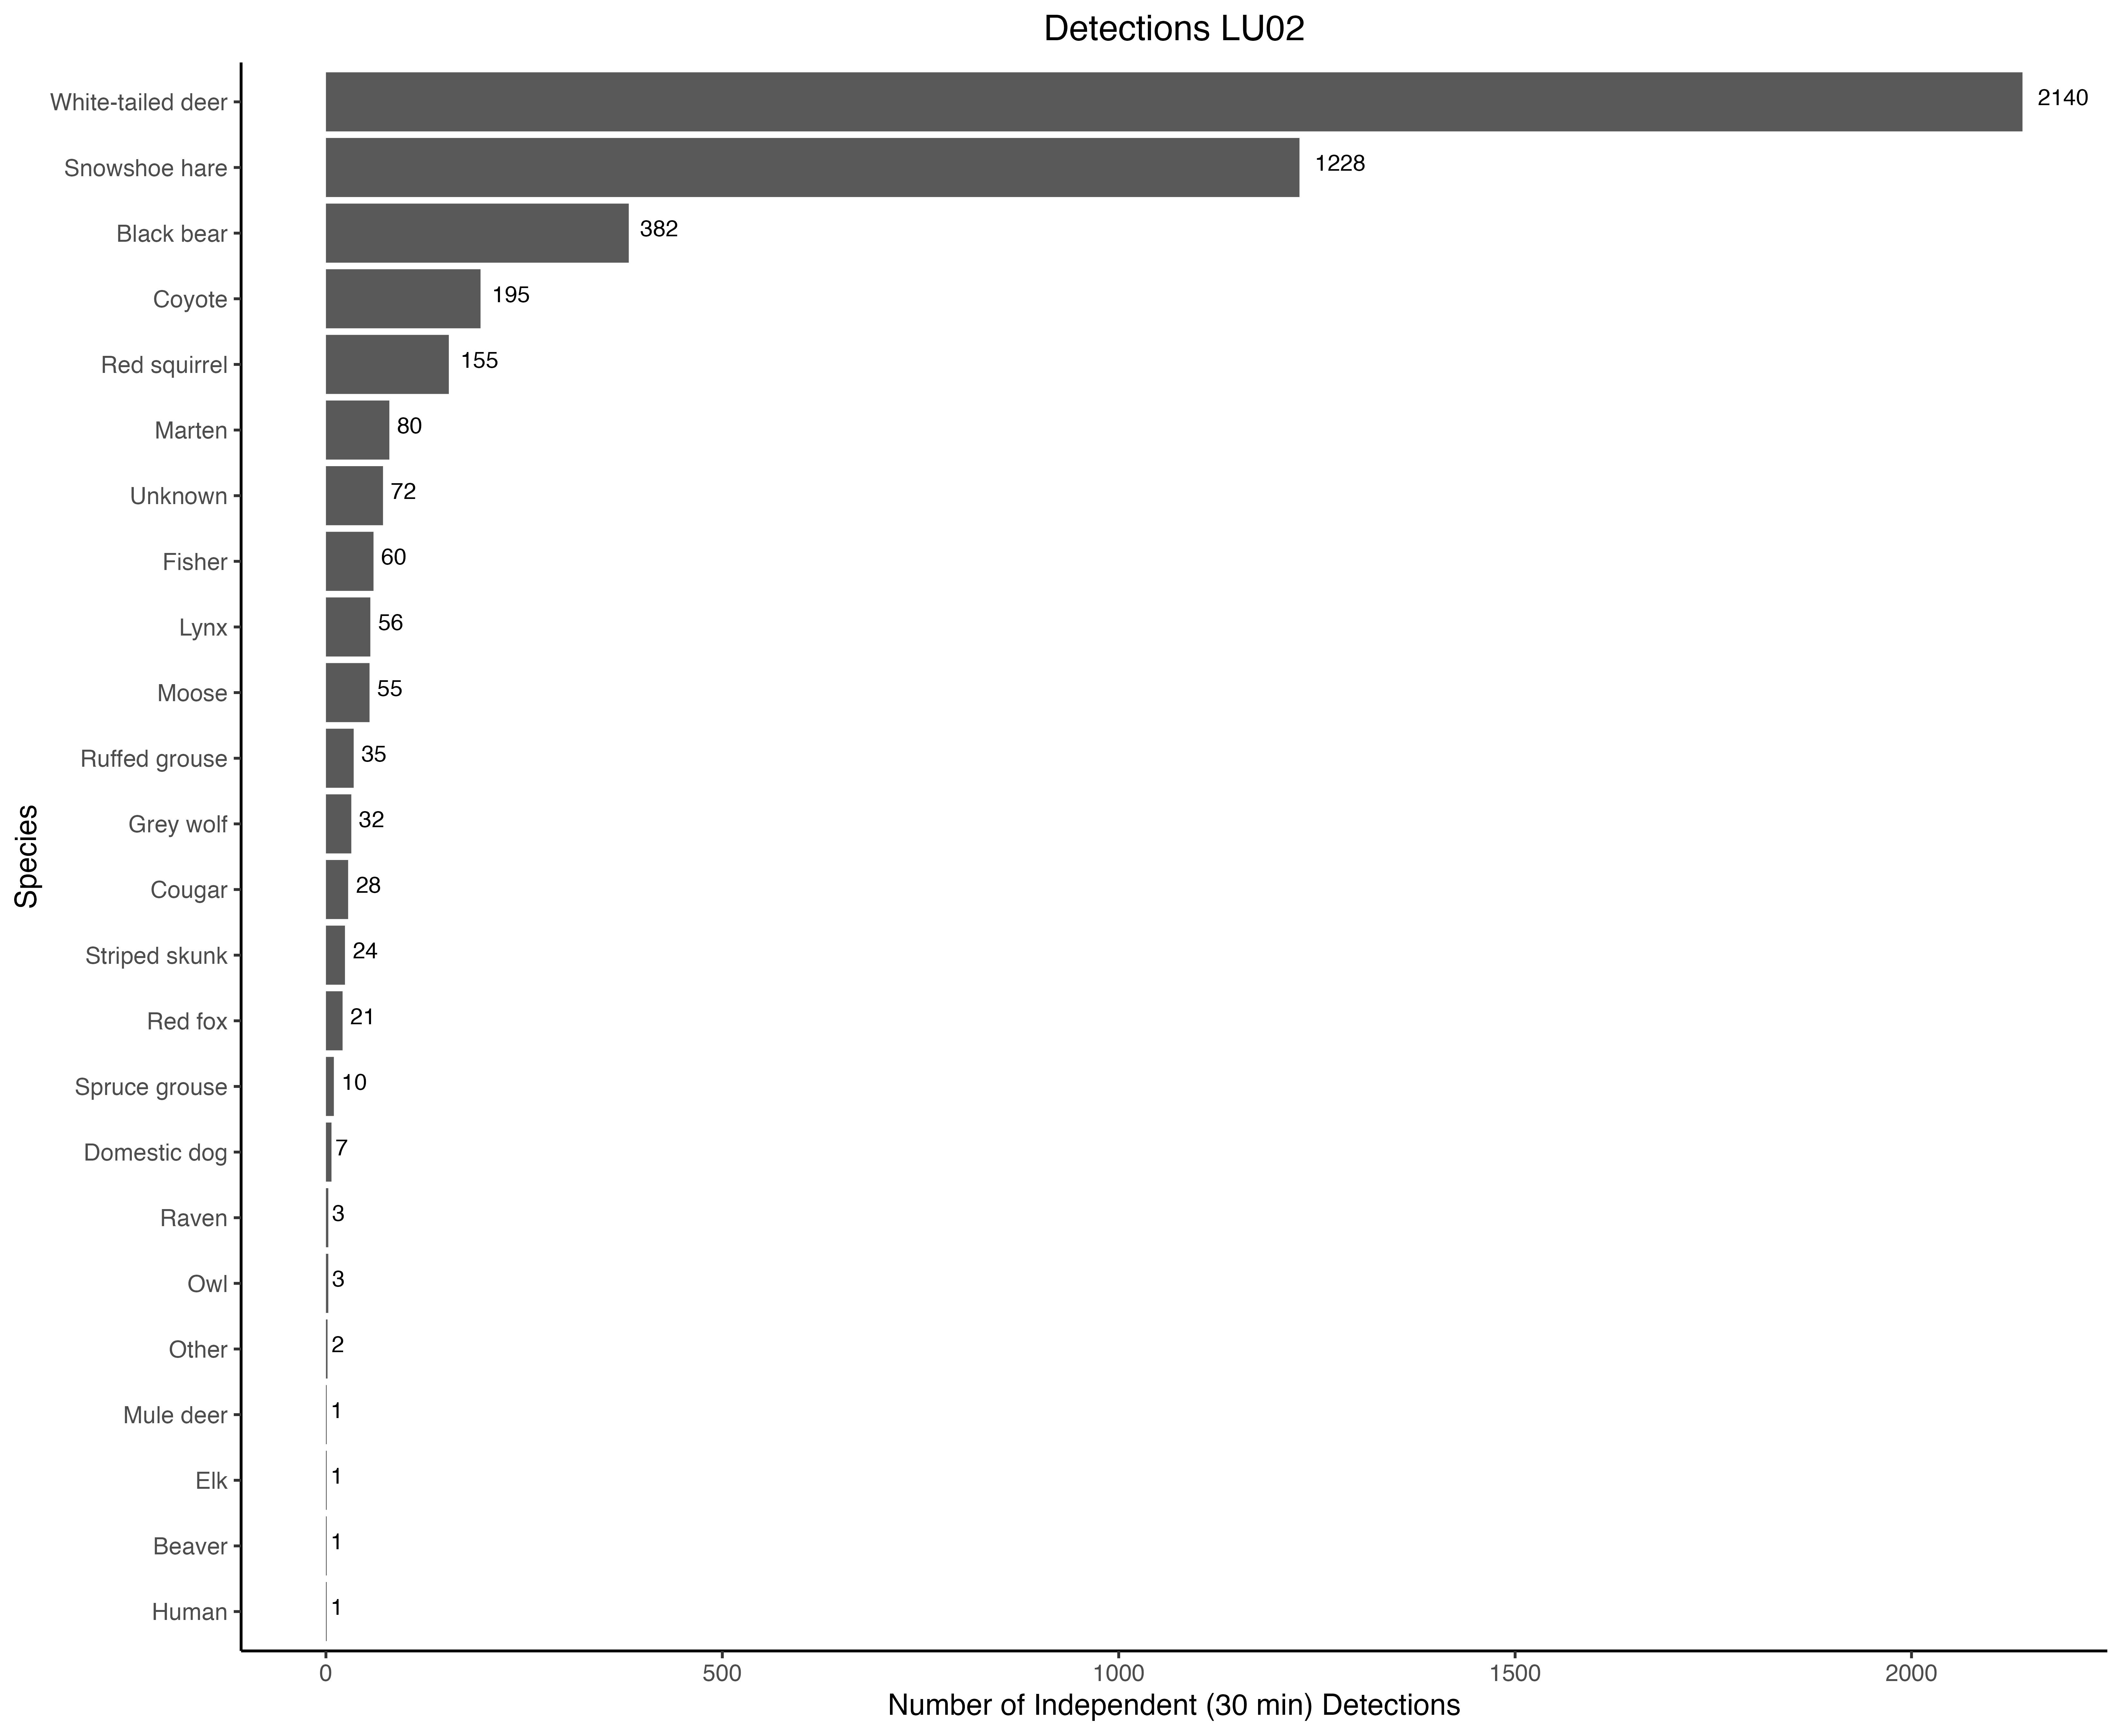 Detections LU02
White-tailed deer 2140
Snowshoe hare 1228
Black bear 382
Coyote 195
Red squirrel 155
Marten 80
Unknown 72
Fisher 60
Lynx 56
Moose 55
Ruffed grouse 35
Grey wolf 32
Cougar 28
Striped skunk 24
Red fox 21
Spruce grouse 10
Domestic dog 7
Raven 3
Owl 3
Other 2
Mule deer 1
Elk 1
Beaver 1
Human 1
Species
0 500 1000 1500 2000
Number of Independent (30 min) Detections